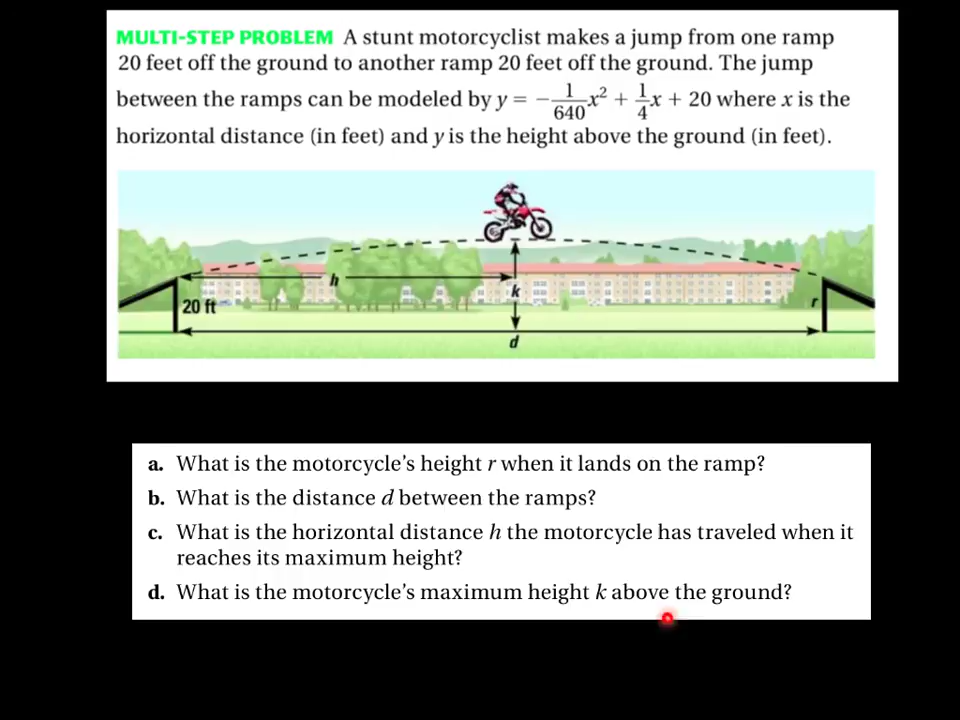 MULTI-STEP PROBLEM A stunt motorcyclist makes a jump from one ramp
20 feet off the ground to another ramp 20 feet off the ground. The jump
between the ramps can be modeled by y = −1/640 x² + 1/4 x + 20 where x is the
horizontal distance (in feet) and y is the height above the ground (in feet).
h
k
20 ft
r
d
a. What is the motorcycle's height r when it lands on the ramp?
b. What is the distance d between the ramps?
c. What is the horizontal distance h the motorcycle has traveled when it
reaches its maximum height?
d. What is the motorcycle's maximum height k above the ground?